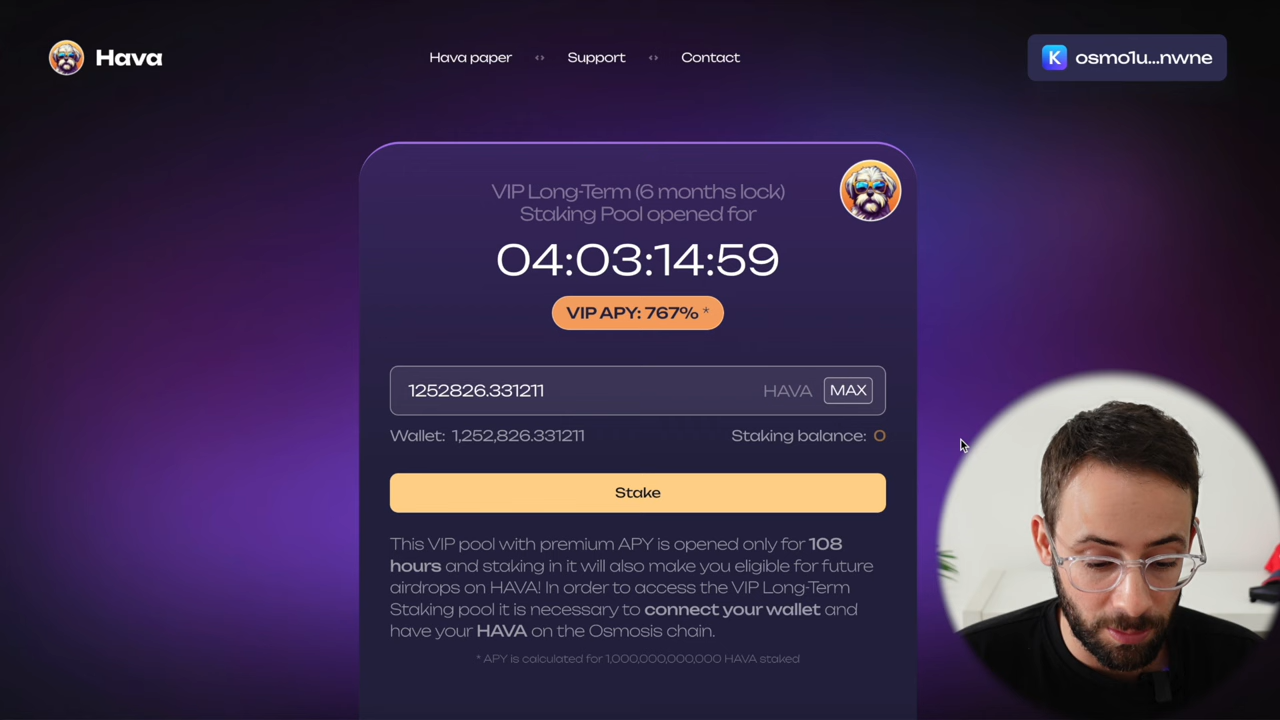 Hava
Hava paper
Support
Contact
K
osmo1u...nwne
VIP Long-Term (6 months lock)
Staking Pool opened for
04:03:14:59
VIP APY: 767% *
1252826.331211
HAVA
MAX
Wallet: 1,252,826.331211
Staking balance: 0
Stake
This VIP pool with premium APY is opened only for 108
hours and staking in it will also make you eligible for future
airdrops on HAVA! In order to access the VIP Long-Term
Staking pool it is necessary to connect your wallet and
have your HAVA on the Osmosis chain.
* APY is calculated for 1,000,000,000,000 HAVA staked